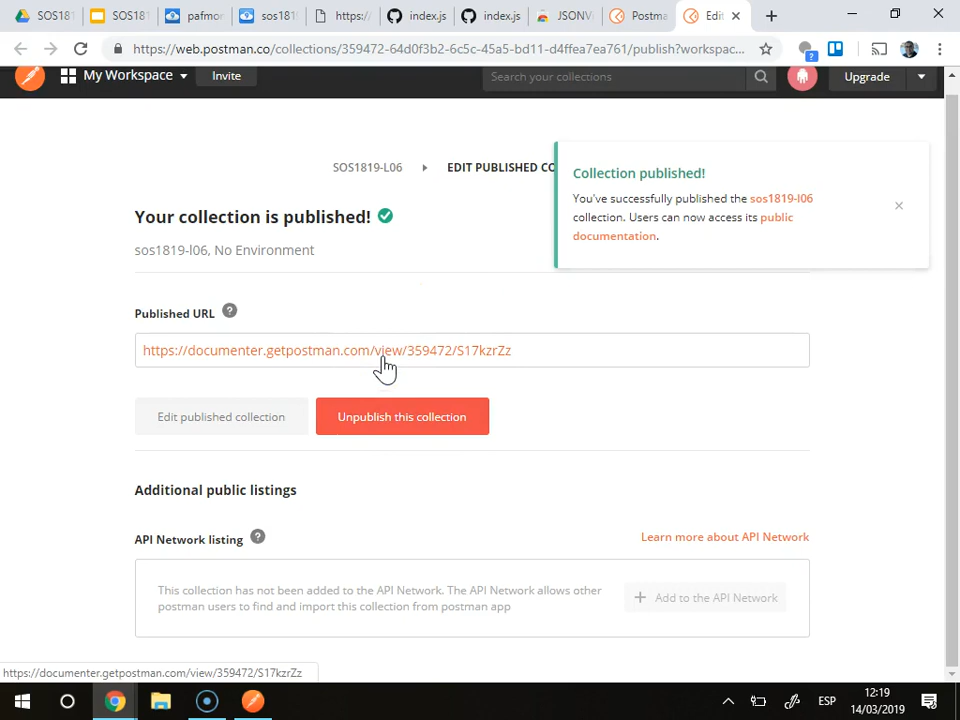 SOS181
SOS181
pafmor
sos181
https:/
index.js
index.js
JSONVi
Postma
Edi
https://web.postman.co/collections/359472-64d0f3b2-6c5c-45a5-bd11-d4ffea7ea761/publish?workspac...
My Workspace
Invite
Search your collections
Upgrade
SOS1819-L06
EDIT PUBLISHED CO
Collection published!
You've successfully published the sos1819-l06
collection. Users can now access its public
documentation.
Your collection is published!
sos1819-l06, No Environment
Published URL
https://documenter.getpostman.com/view/359472/S17kzrZz
Edit published collection
Unpublish this collection
Additional public listings
API Network listing
Learn more about API Network
This collection has not been added to the API Network. The API Network allows other
postman users to find and import this collection from postman app
Add to the API Network
https://documenter.getpostman.com/view/359472/S17kzrZz
ESP
12:19
14/03/2019